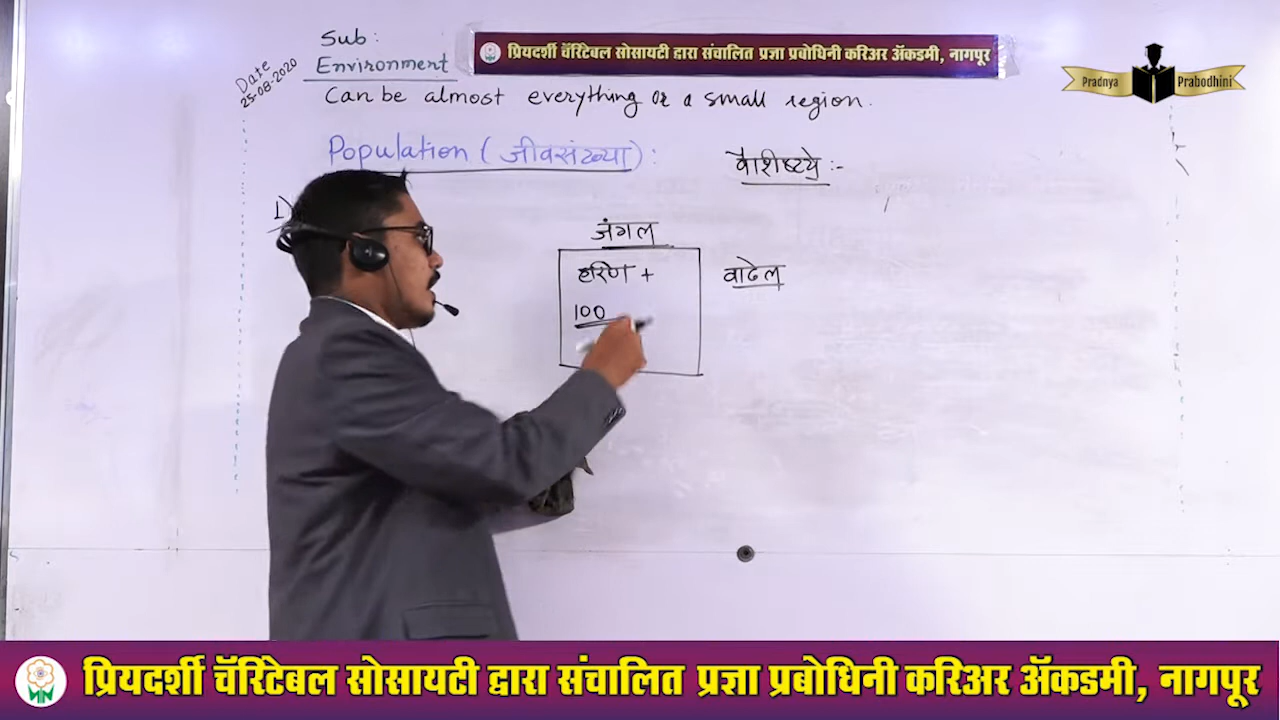 Sub:
Environment
Date
25-08-2020
प्रियदर्शी चॅरिटेबल सोसायटी द्वारा संचालित प्रज्ञा प्रबोधिनी करिअर ॲकडमी, नागपूर
Pradnya Prabodhini
Can be almost everything or a small region.
Population (जीवसंख्या):
वैशीष्टये :-
1)
जंगल
हरिण +
वाढेल
100
प्रियदर्शी चॅरिटेबल सोसायटी द्वारा संचालित प्रज्ञा प्रबोधिनी करिअर ॲकडमी, नागपूर